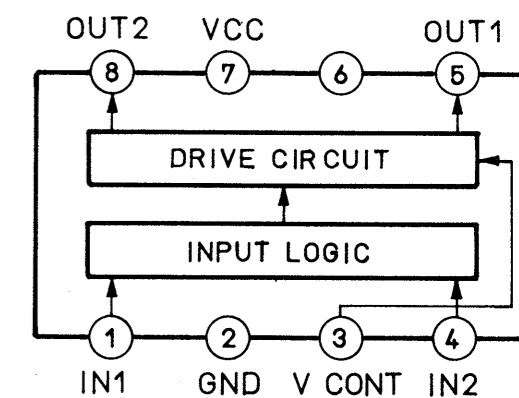 OUT2 VCC OUT1
8 7 6 5
DRIVE CIRCUIT
INPUT LOGIC
1 2 3 4
IN1 GND V CONT IN2